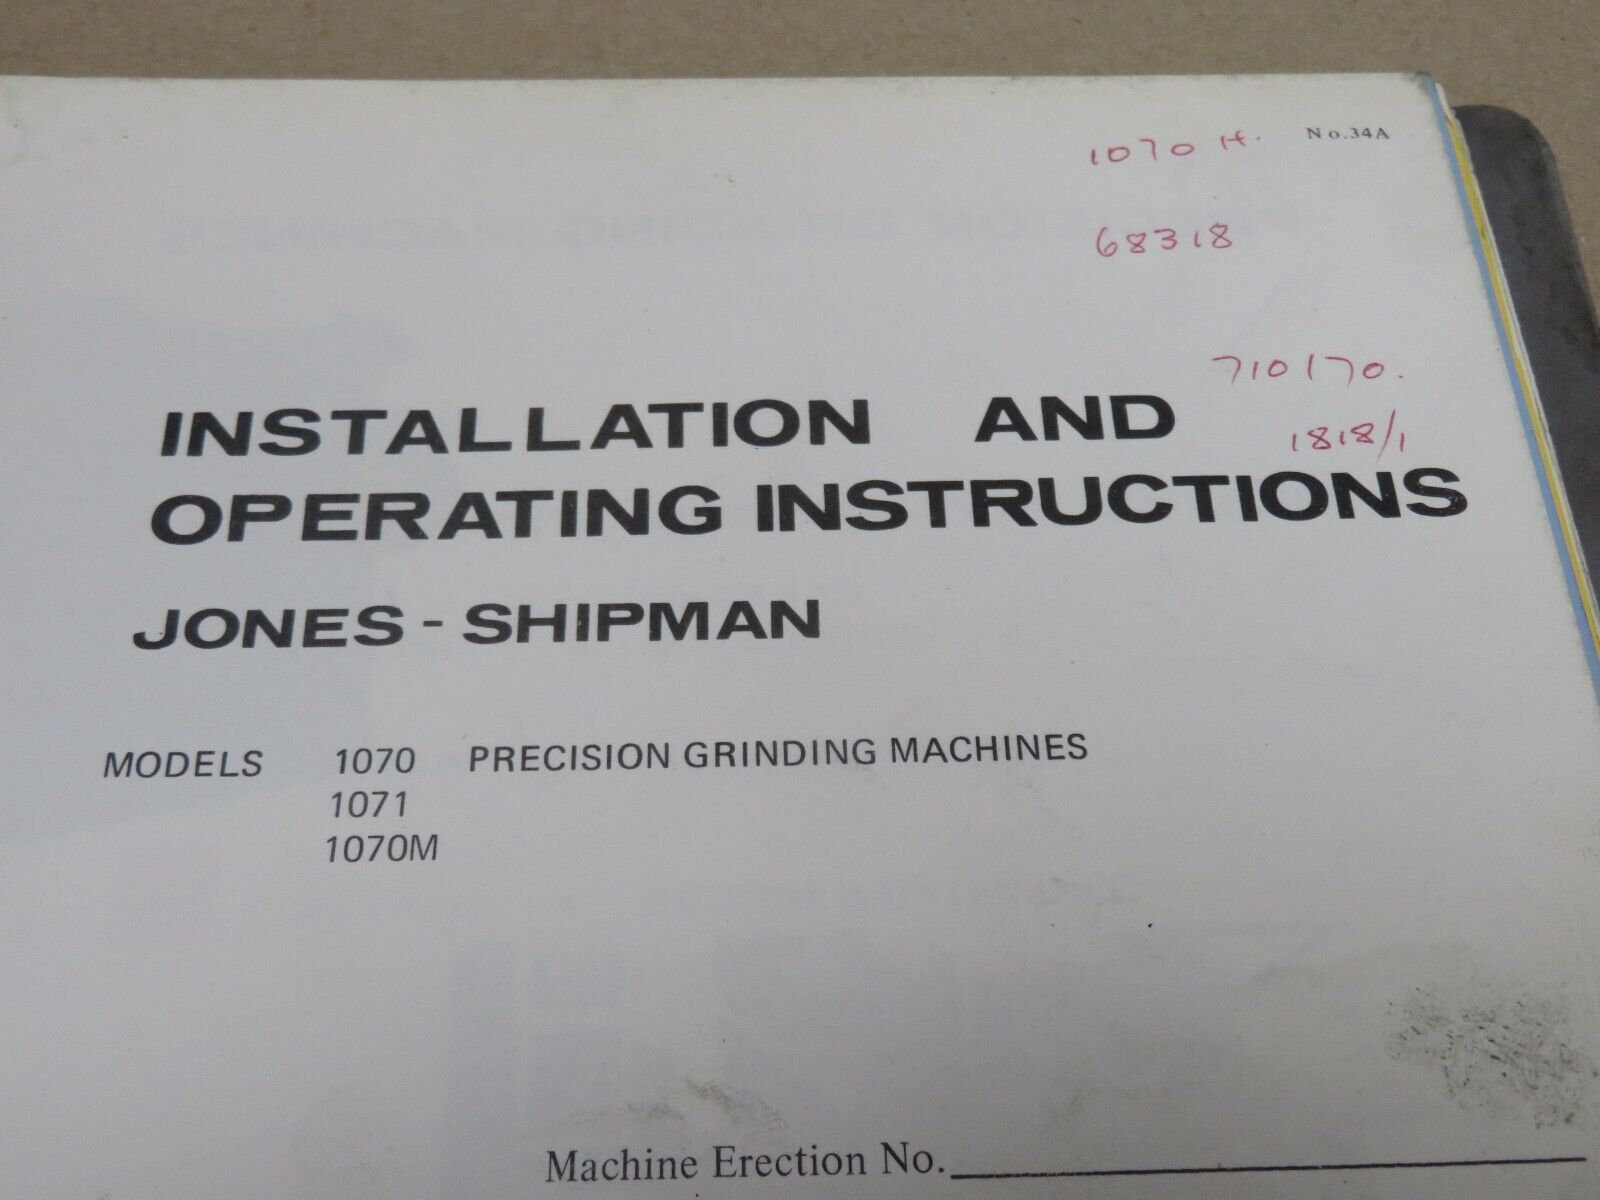 1070 H. No.34A
68318
710170.
INSTALLATION AND
1818/1
OPERATING INSTRUCTIONS
JONES - SHIPMAN
MODELS 1070 PRECISION GRINDING MACHINES
1071
1070M
Machine Erection No.